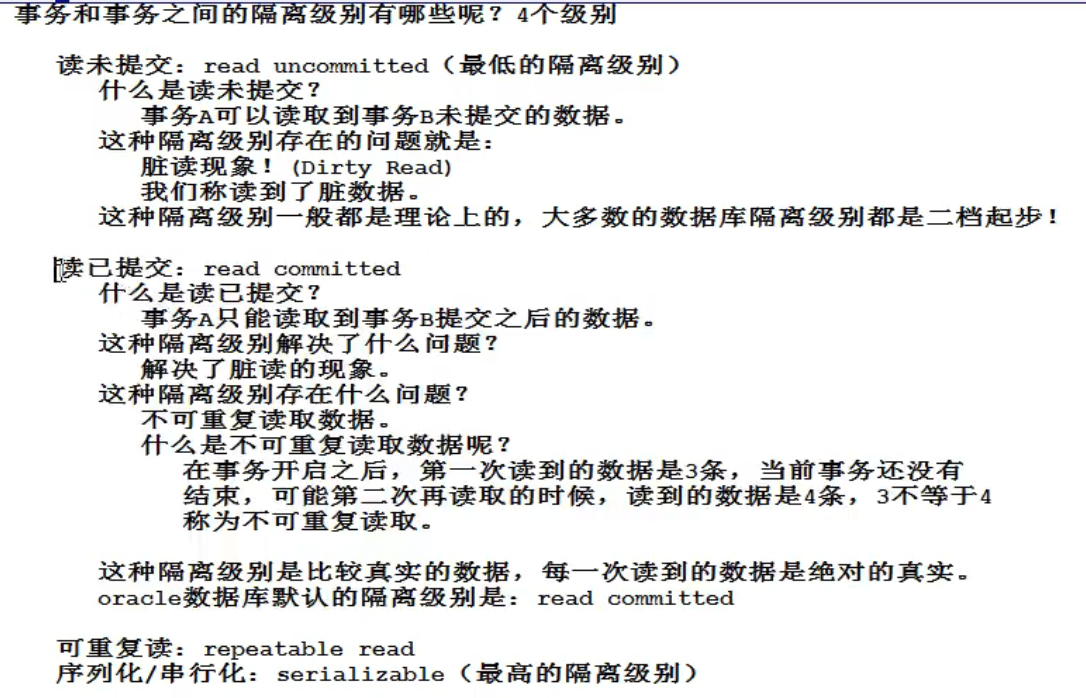 事务和事务之间的隔离级别有哪些呢？4个级别
读未提交：read uncommitted（最低的隔离级别）
什么是读未提交？
事务A可以读取到事务B未提交的数据。
这种隔离级别存在的问题就是：
脏读现象！(Dirty Read)
我们称读到了脏数据。
这种隔离级别一般都是理论上的，大多数的数据库隔离级别都是二档起步！
读已提交：read committed
什么是读已提交？
事务A只能读取到事务B提交之后的数据。
这种隔离级别解决了什么问题？
解决了脏读的现象。
这种隔离级别存在什么问题？
不可重复读取数据。
什么是不可重复读取数据呢？
在事务开启之后，第一次读到的数据是3条，当前事务还没有
结束，可能第二次再读取的时候，读到的数据是4条，3不等于4
称为不可重复读取。
这种隔离级别是比较真实的数据，每一次读到的数据是绝对的真实。
oracle数据库默认的隔离级别是：read committed
可重复读：repeatable read
序列化/串行化：serializable（最高的隔离级别）